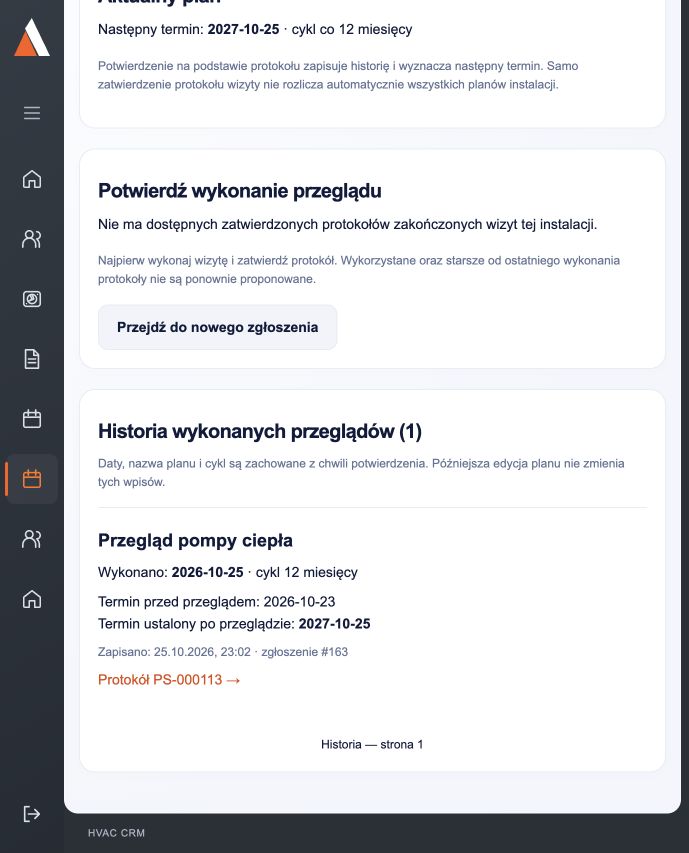 Aktualny plan
Następny termin: 2027-10-25 · cykl co 12 miesięcy
Potwierdzenie na podstawie protokołu zapisuje historię i wyznacza następny termin. Samo
zatwierdzenie protokołu wizyty nie rozlicza automatycznie wszystkich planów instalacji.
Potwierdź wykonanie przeglądu
Nie ma dostępnych zatwierdzonych protokołów zakończonych wizyt tej instalacji.
Najpierw wykonaj wizytę i zatwierdź protokół. Wykorzystane oraz starsze od ostatniego wykonania
protokoły nie są ponownie proponowane.
Przejdź do nowego zgłoszenia
Historia wykonanych przeglądów (1)
Daty, nazwa planu i cykl są zachowane z chwili potwierdzenia. Późniejsza edycja planu nie zmienia
tych wpisów.
Przegląd pompy ciepła
Wykonano: 2026-10-25 · cykl 12 miesięcy
Termin przed przeglądem: 2026-10-23
Termin ustalony po przeglądzie: 2027-10-25
Zapisano: 25.10.2026, 23:02 · zgłoszenie #163
Protokół PS-000113 →
Historia — strona 1
HVAC CRM